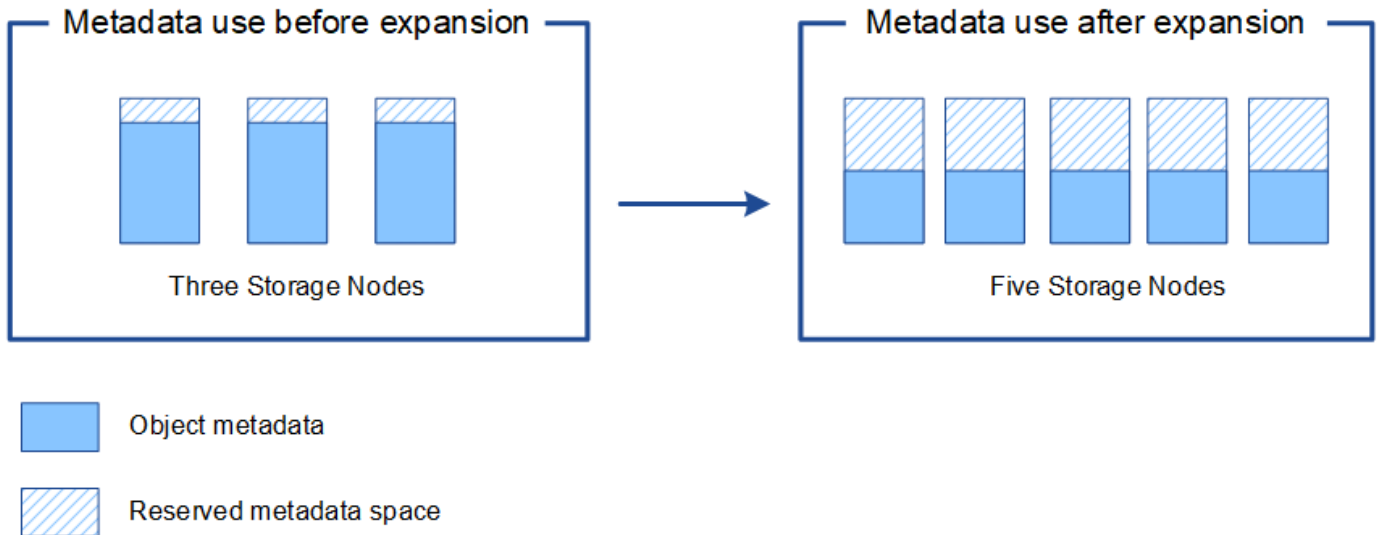 Metadata use before expansion
Metadata use after expansion
Three Storage Nodes
Five Storage Nodes
Object metadata
Reserved metadata space